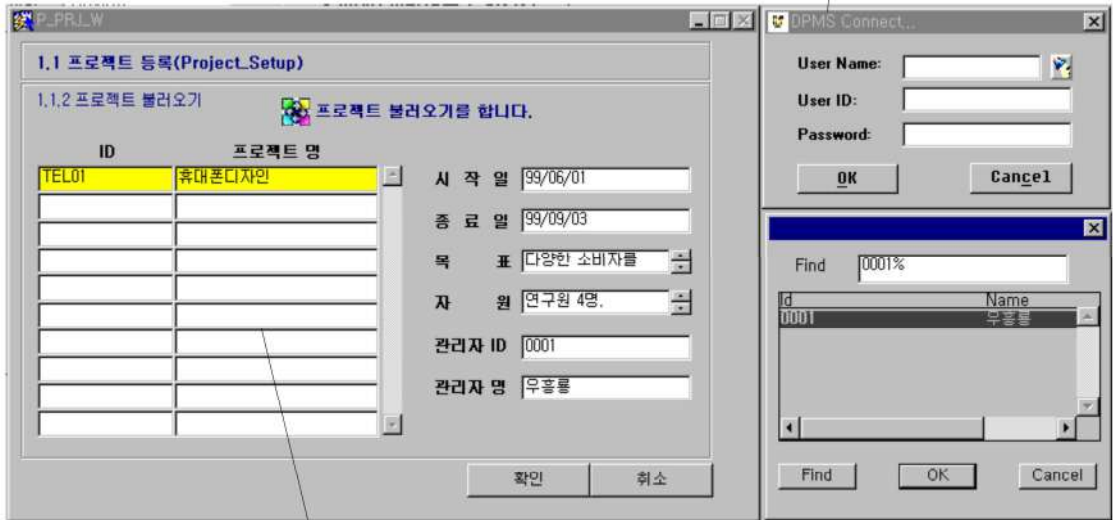 P_PRJ_W
1.1 프로젝트 등록(Project_Setup)
1.1.2 프로젝트 불러오기
프로젝트 불러오기를 합니다.
ID 프로젝트 명
TEL01 휴대폰디자인
시 작 일 99/06/01
종 료 일 99/09/03
목 표 다양한 소비자를
자 원 연구원 4명.
관리자 ID 0001
관리자 명 우흥룡
확인 취소
DPMS Connect...
User Name:
User ID:
Password:
OK Cancel
Find 0001%
Id Name
0001 우흥룡
Find OK Cancel